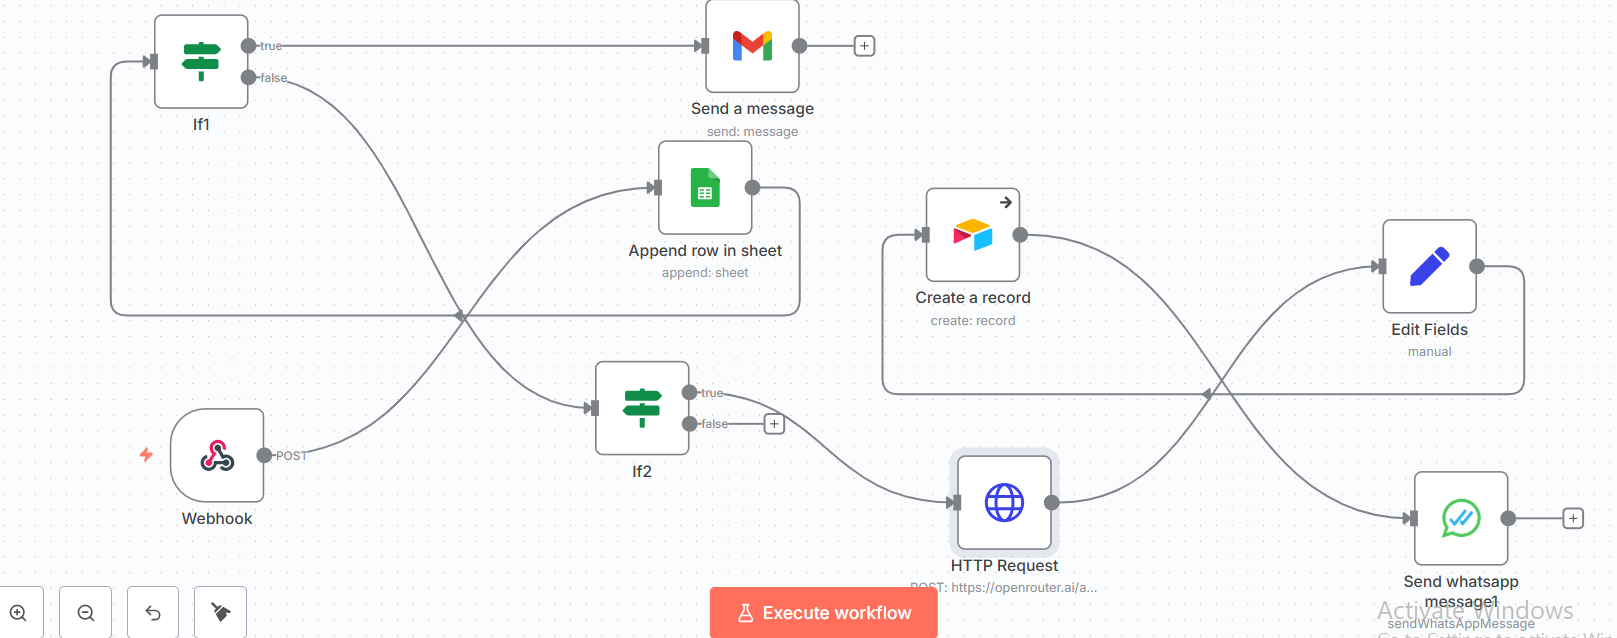 true
false
If1
Send a message
send: message
Append row in sheet
append: sheet
Create a record
create: record
Edit Fields
manual
true
false
If2
POST
Webhook
HTTP Request
POST: https://openrouter.ai/a...
Send whatsapp
message1
sendWhatsAppMessage
Execute workflow
Activate Windows
Go to Settings to activate Win